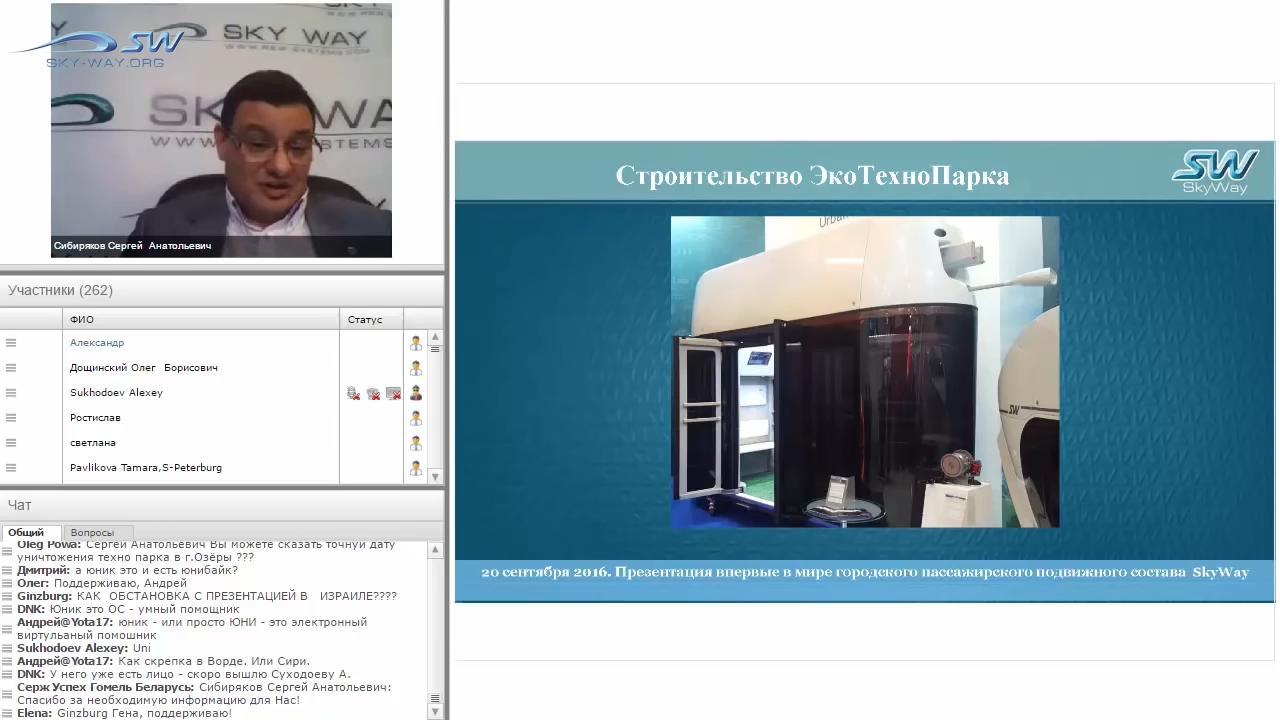 SKY WAY
SW
SKY-WAY.ORG
SKY WAY
Сибиряков Сергей Анатольевич
Участники (262)
ФИО Статус
Александр
Дощинский Олег Борисович
Sukhodoev Alexey
Ростислав
светлана
Pavlikova Tamara,S-Peterburg
Чат
Общий Вопросы
Oleg Powa: Сергей Анатольевич Вы можете сказать точнуй дату
уничтожения техно парка в г.Озёры ???
Дмитрий: а юник это и есть юнибайк?
Олег: Поддерживаю, Андрей
Ginzburg: КАК ОБСТАНОВКА С ПРЕЗЕНТАЦИЕЙ В ИЗРАИЛЕ????
DNK: Юник это ОС - умный помощник
Андрей@Yota17: юник - или просто ЮНИ - это электронный
виртульаный помошник
Sukhodoev Alexey: Uni
Андрей@Yota17: Как скрепка в Ворде. Или Сири.
DNK: У него уже есть лицо - скоро вышлю Суходоеву А.
Серж Успех Гомель Беларусь: Сибиряков Сергей Анатольевич:
Спасибо за необходимую информацию для Нас!
Elena: Ginzburg Гена, поддерживаю!
Строительство ЭкоТехноПарка
SW
SkyWay
SW
20 сентября 2016. Презентация впервые в мире городского пассажирского подвижного состава SkyWay